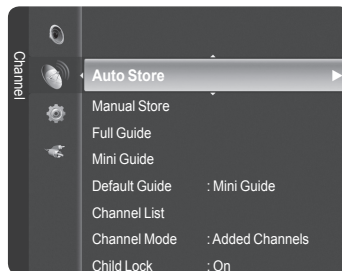 Channel
Auto Store
Manual Store
Full Guide
Mini Guide
Default Guide : Mini Guide
Channel List
Channel Mode : Added Channels
Child Lock : On